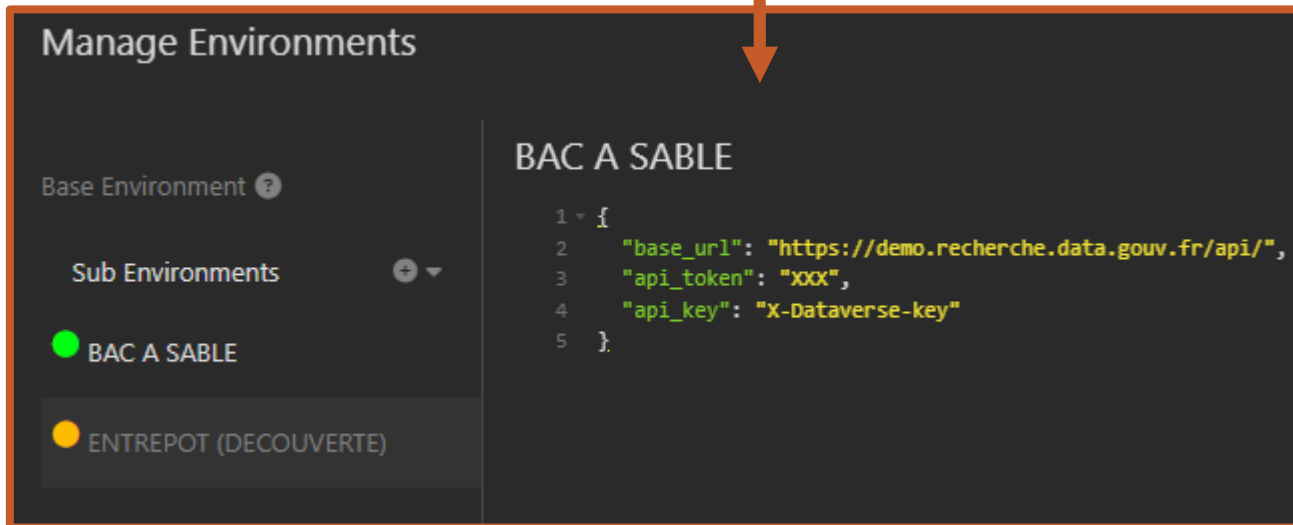 Manage Environments
Base Environment ?
Sub Environments
BAC A SABLE
ENTREPOT (DECOUVERTE)
BAC A SABLE
1 {
2 "base_url": "https://demo.recherche.data.gouv.fr/api/",
3 "api_token": "XXX",
4 "api_key": "X-Dataverse-key"
5 }